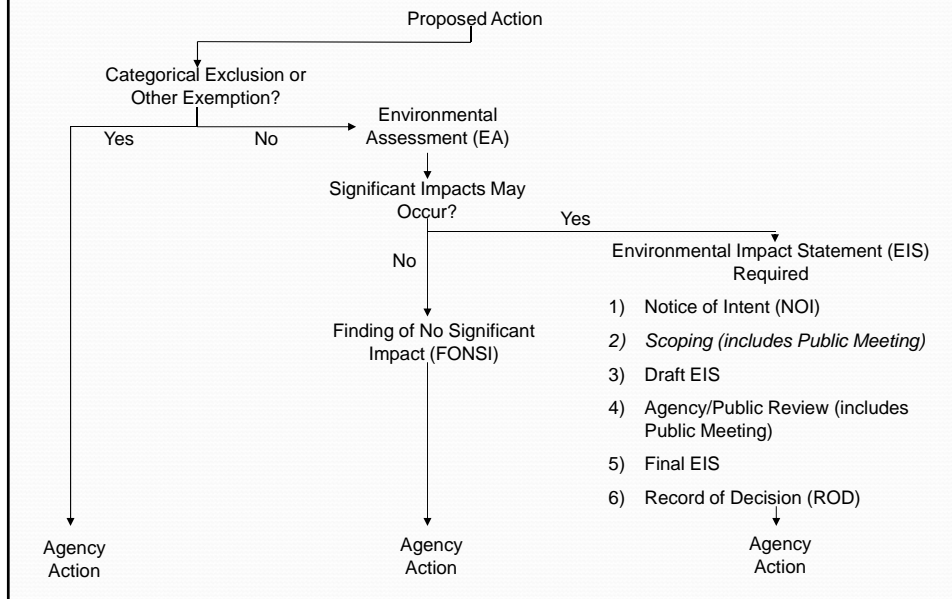 Proposed Action
Categorical Exclusion or
Other Exemption?
Yes
No
Environmental
Assessment (EA)
Significant Impacts May
Occur?
Yes
No
Environmental Impact Statement (EIS)
Required
1) Notice of Intent (NOI)
2) Scoping (includes Public Meeting)
3) Draft EIS
4) Agency/Public Review (includes
Public Meeting)
5) Final EIS
6) Record of Decision (ROD)
Finding of No Significant
Impact (FONSI)
Agency
Action
Agency
Action
Agency
Action